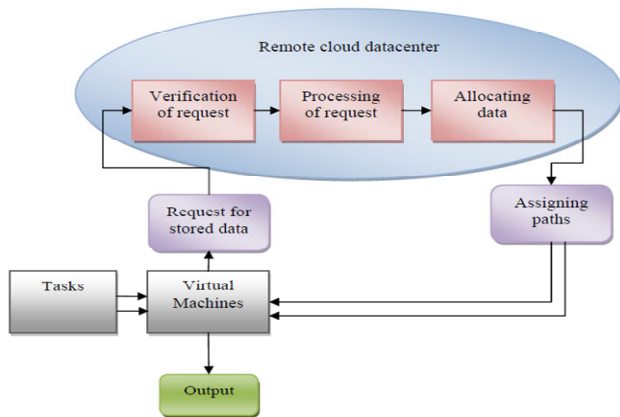 Remote cloud datacenter
Verification
of request
Processing
of request
Allocating
data
Request for
stored data
Assigning
paths
Tasks
Virtual
Machines
Output